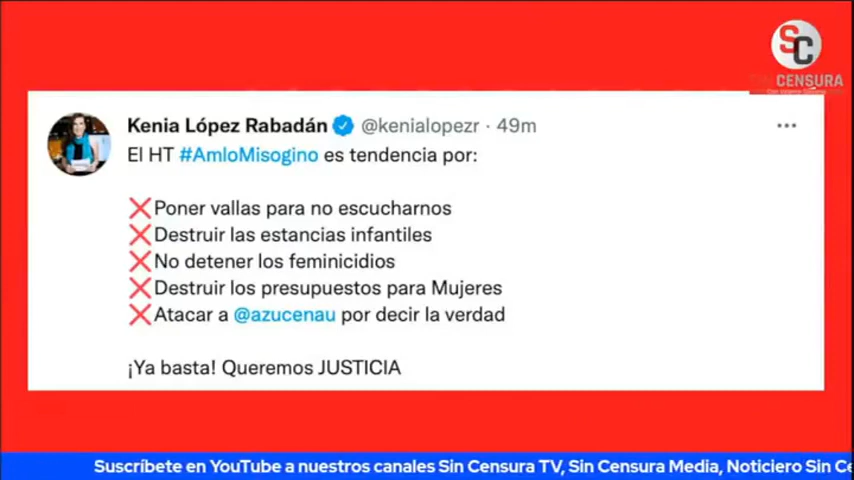 SC
SIN CENSURA
Kenia López Rabadán @kenialopezr · 49m
El HT #AmloMisogino es tendencia por:
❌Poner vallas para no escucharnos
❌Destruir las estancias infantiles
❌No detener los feminicidios
❌Destruir los presupuestos para Mujeres
❌Atacar a @azucenau por decir la verdad
¡Ya basta! Queremos JUSTICIA
Suscríbete en YouTube a nuestros canales Sin Censura TV, Sin Censura Media, Noticiero Sin Ce